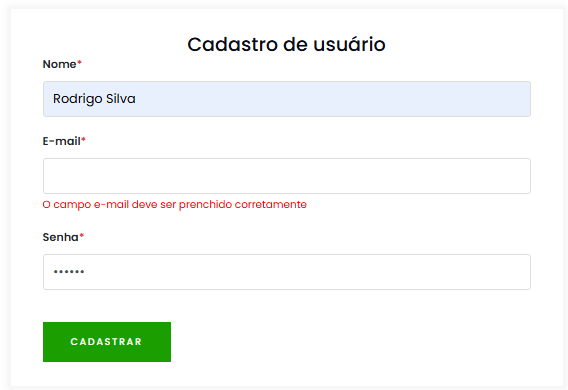 Cadastro de usuário
Nome*
Rodrigo Silva
E-mail*
O campo e-mail deve ser prenchido corretamente
Senha*
••••••
CADASTRAR